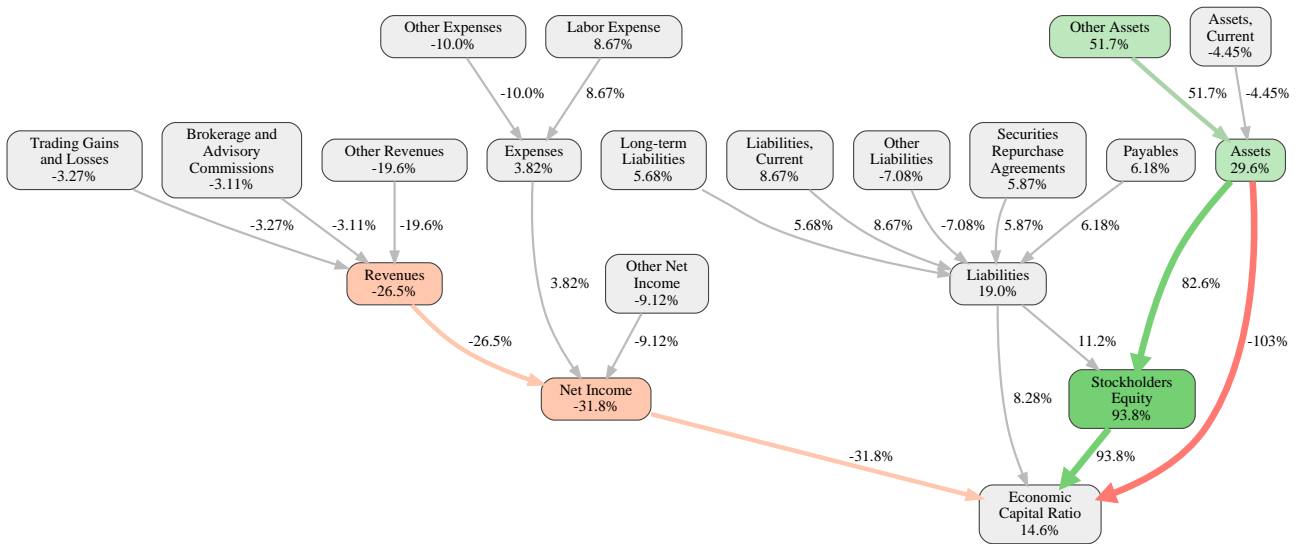 Other Expenses
-10.0%
Labor Expense
8.67%
Other Assets
51.7%
Assets,
Current
-4.45%
-10.0%
8.67%
51.7%
-4.45%
Trading Gains
and Losses
-3.27%
Brokerage and
Advisory
Commissions
-3.11%
Other Revenues
-19.6%
Expenses
3.82%
Long-term
Liabilities
5.68%
Liabilities,
Current
8.67%
Other
Liabilities
-7.08%
Securities
Repurchase
Agreements
5.87%
Payables
6.18%
Assets
29.6%
-3.27%
-3.11%
-19.6%
5.68%
8.67%
-7.08%
5.87%
6.18%
Revenues
-26.5%
3.82%
Other Net
Income
-9.12%
Liabilities
19.0%
82.6%
-26.5%
-9.12%
11.2%
-103%
Net Income
-31.8%
8.28%
Stockholders
Equity
93.8%
-31.8%
93.8%
Economic
Capital Ratio
14.6%